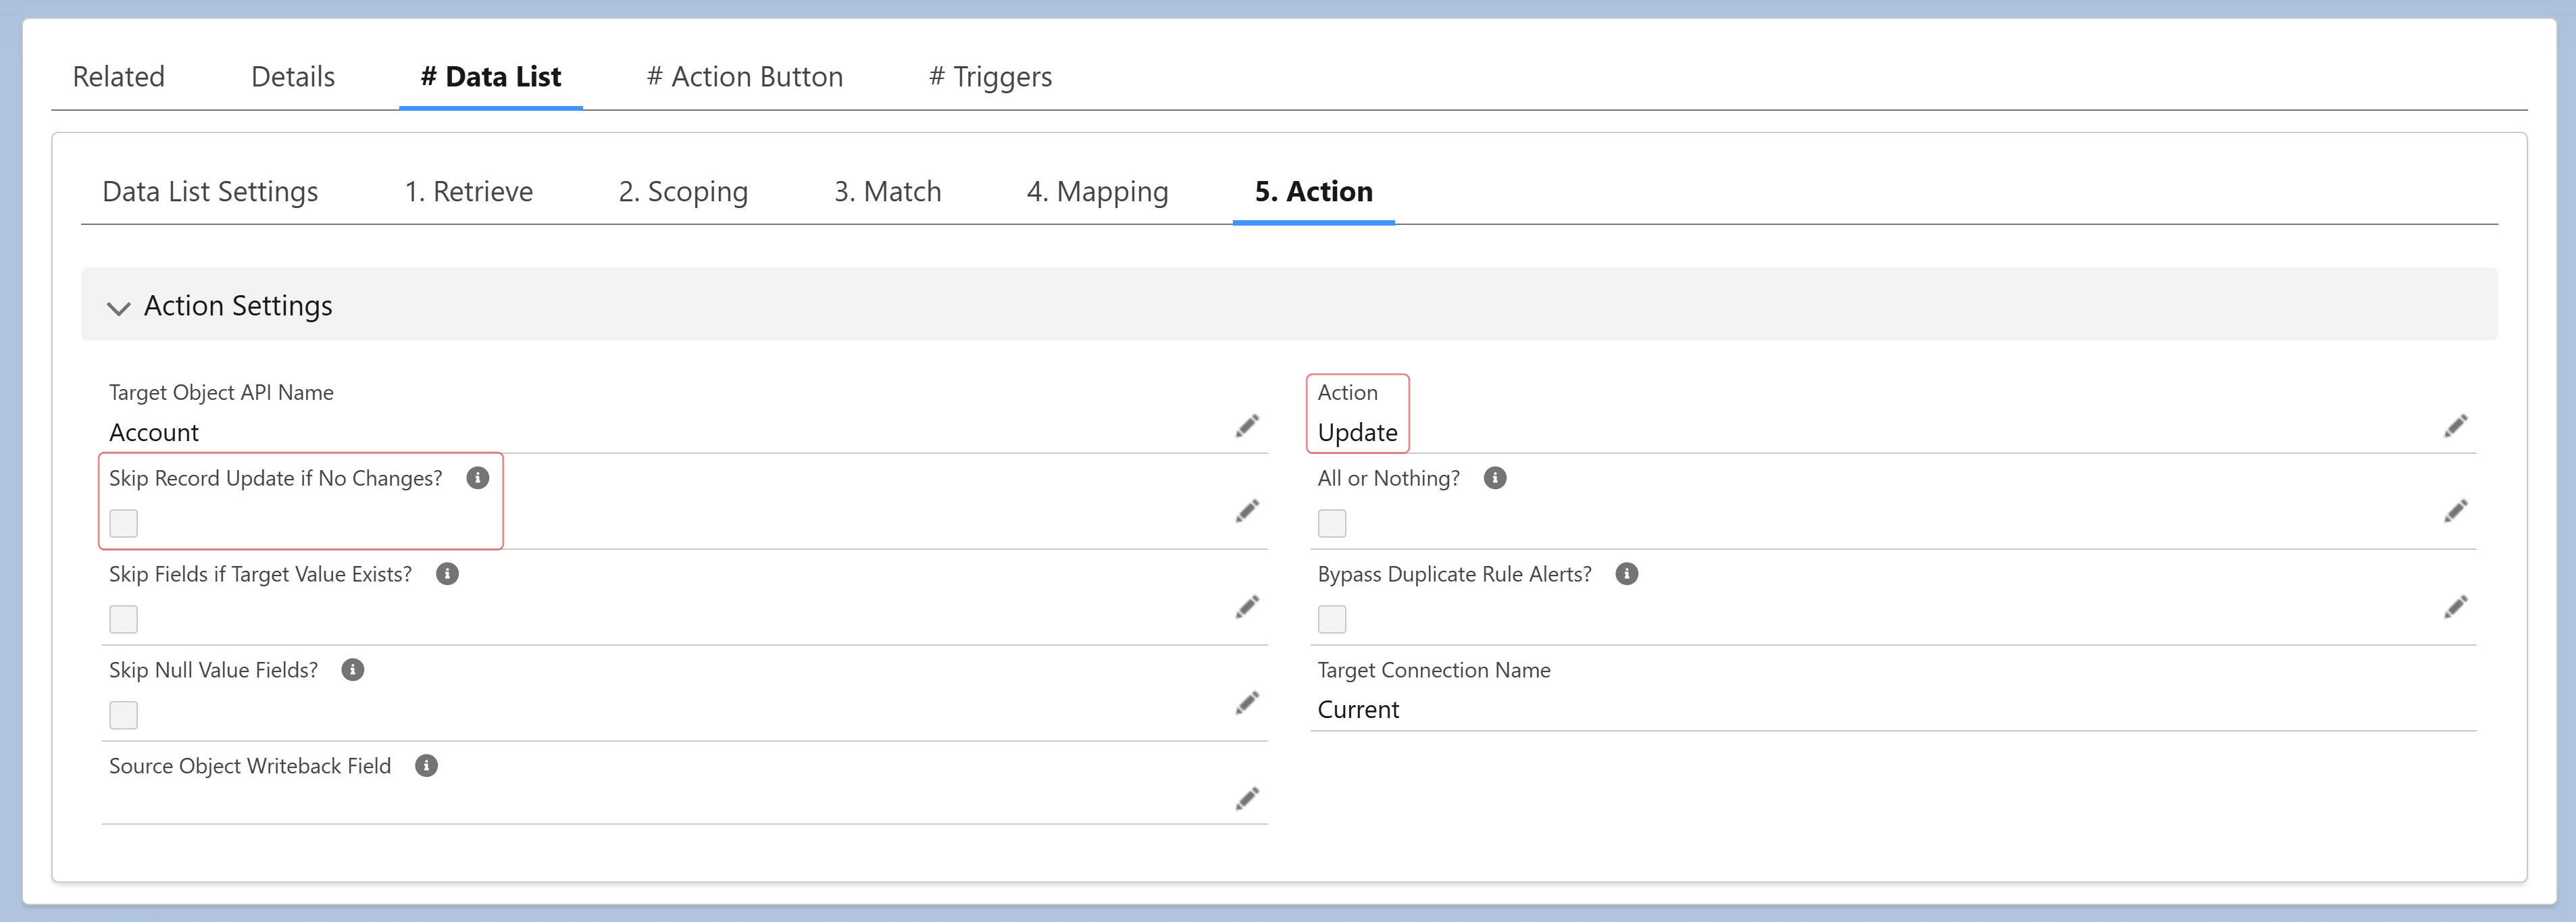 Related Details # Data List # Action Button # Triggers
Data List Settings 1. Retrieve 2. Scoping 3. Match 4. Mapping 5. Action
Action Settings
Target Object API Name
Account
Action
Update
Skip Record Update if No Changes?
All or Nothing?
Skip Fields if Target Value Exists?
Bypass Duplicate Rule Alerts?
Skip Null Value Fields?
Target Connection Name
Current
Source Object Writeback Field